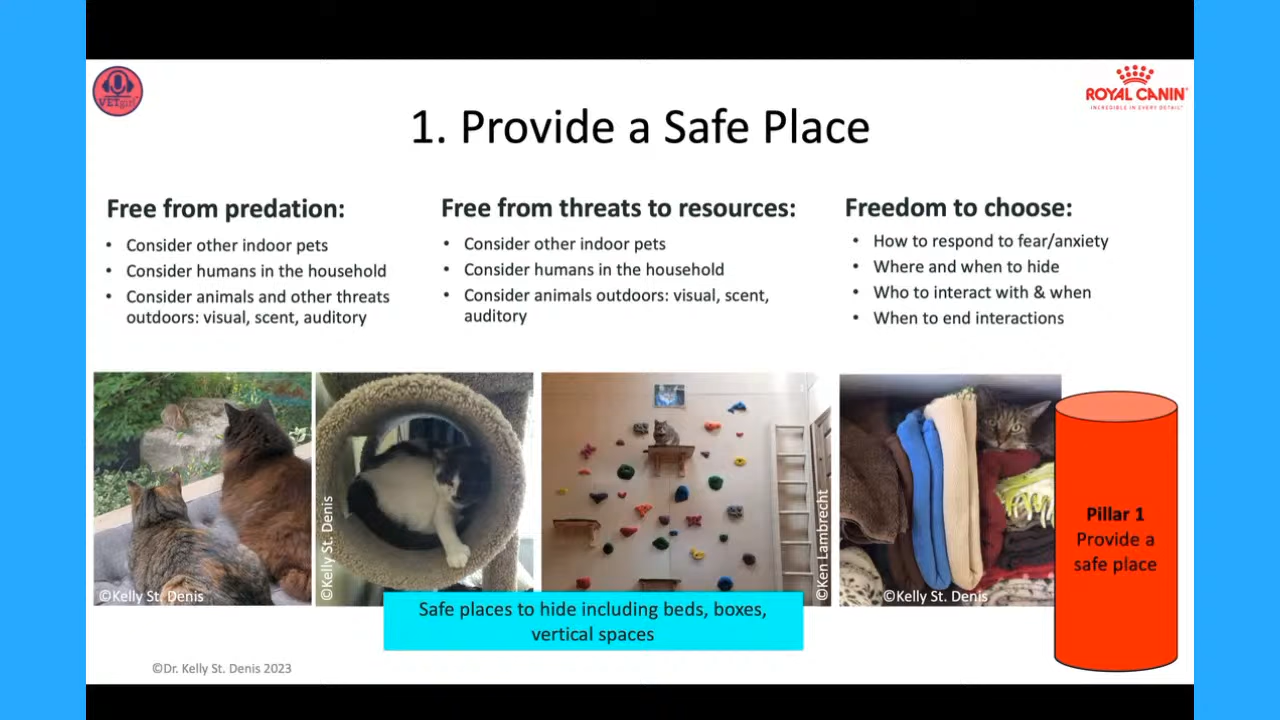 VETgirl
ROYAL CANIN
INCREDIBLE IN EVERY DETAIL
1. Provide a Safe Place
Free from predation:
• Consider other indoor pets
• Consider humans in the household
• Consider animals and other threats
outdoors: visual, scent, auditory
Free from threats to resources:
• Consider other indoor pets
• Consider humans in the household
• Consider animals outdoors: visual, scent,
auditory
Freedom to choose:
• How to respond to fear/anxiety
• Where and when to hide
• Who to interact with & when
• When to end interactions
©Kelly St. Denis
©Kelly St. Denis
©Ken Lambrecht
©Kelly St. Denis
Pillar 1
Provide a
safe place
Safe places to hide including beds, boxes,
vertical spaces
©Dr. Kelly St. Denis 2023